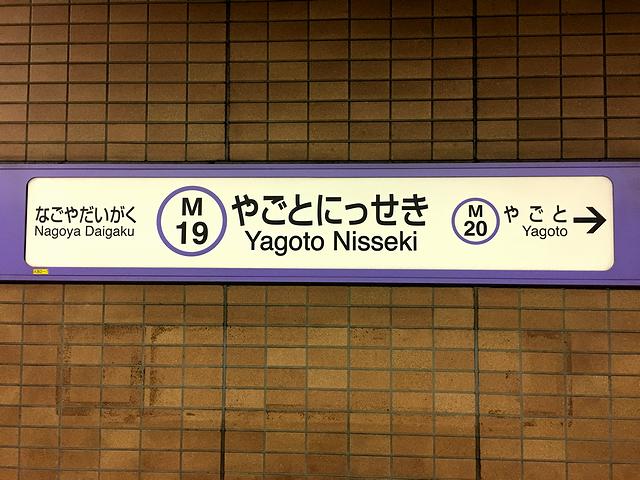 なごやだいがく
Nagoya Daigaku
M
19
やごとにっせき
Yagoto Nisseki
M
20
やごと
Yagoto